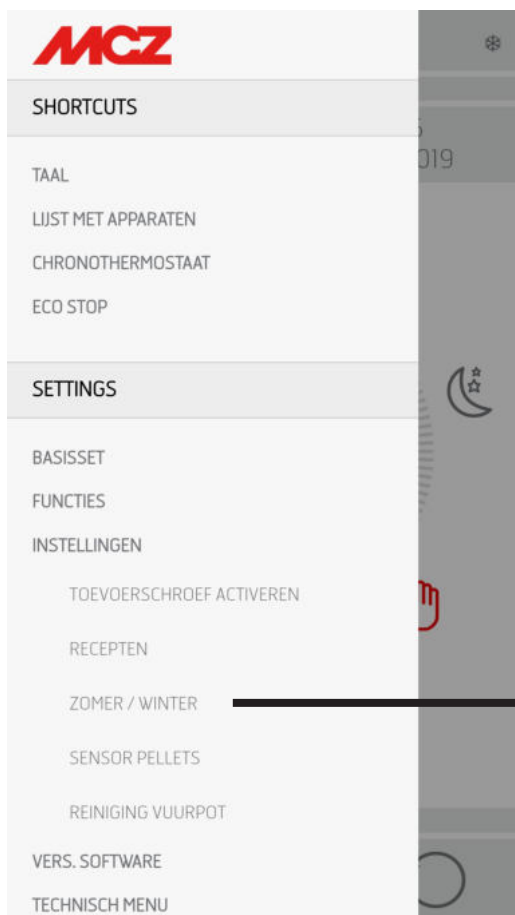 MCZ
SHORTCUTS
019
TAAL
LIJST MET APPARATEN
CHRONOTHERMOSTAAT
ECO STOP
SETTINGS
BASISSET
FUNCTIES
INSTELLINGEN
TOEVOERSCHROEF ACTIVEREN
RECEPTEN
ZOMER / WINTER
SENSOR PELLETS
REINIGING VUURPOT
VERS. SOFTWARE
TECHNISCH MENU